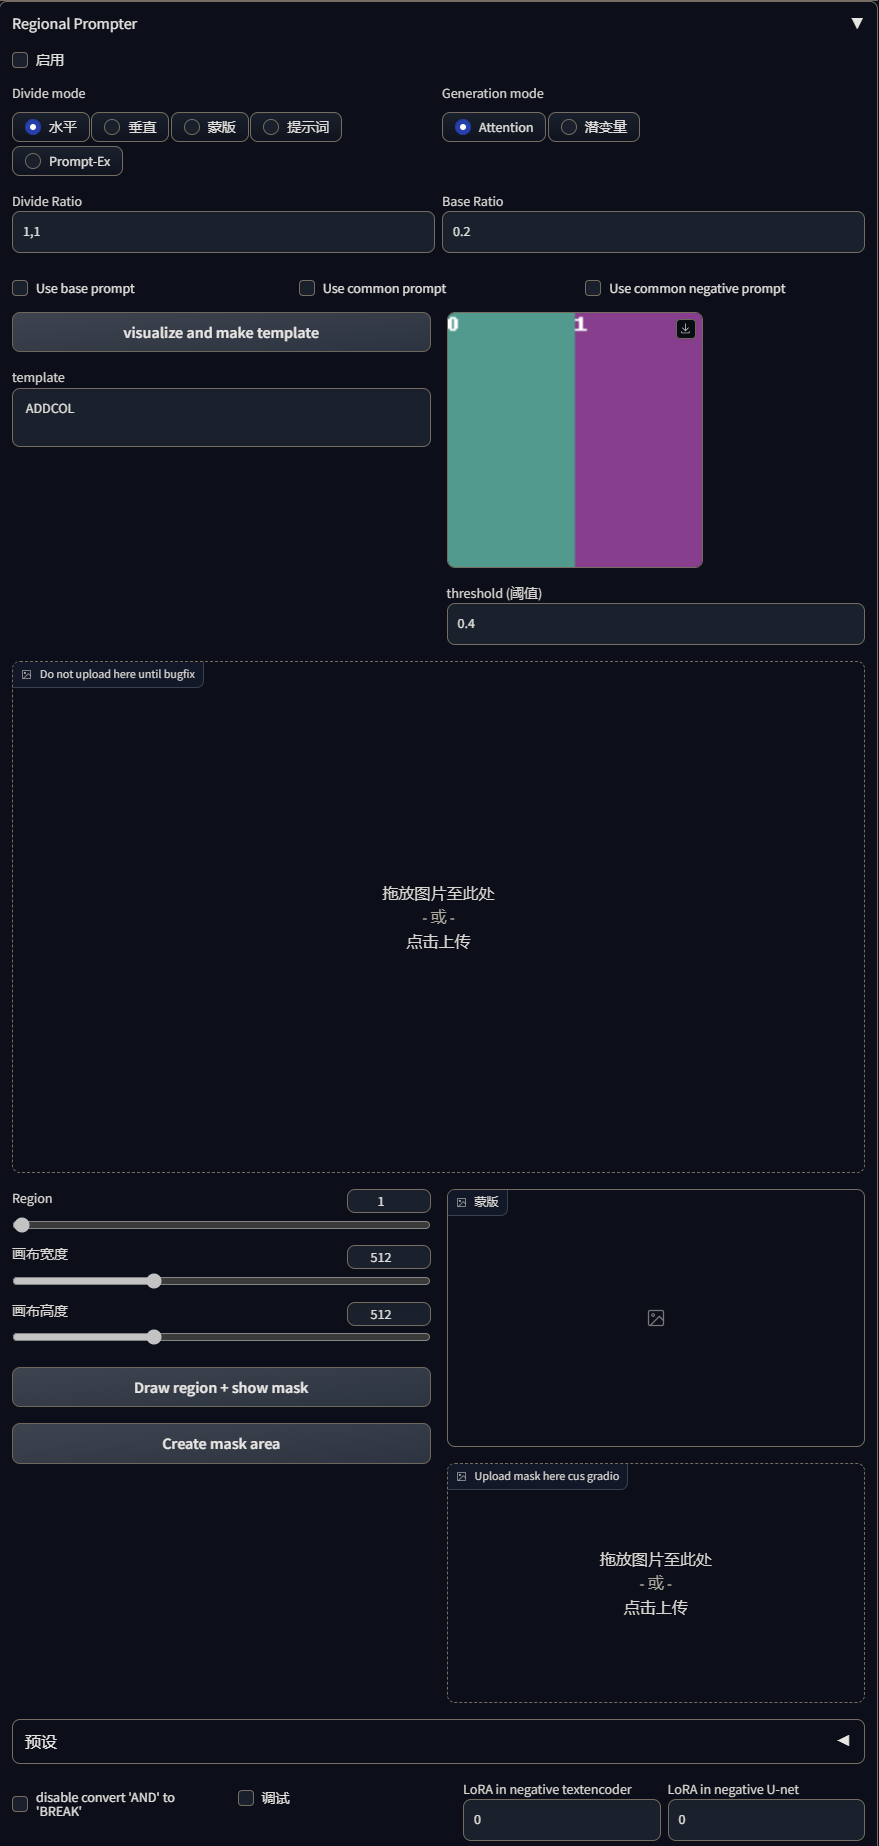 Regional Prompter
启用
Divide mode
Generation mode
水平
垂直
蒙版
提示词
Attention
潜变量
Prompt-Ex
Divide Ratio
Base Ratio
1,1
0.2
Use base prompt
Use common prompt
Use common negative prompt
visualize and make template
0
1
template
ADDCOL
threshold (阈值)
0.4
Do not upload here until bugfix
拖放图片至此处
- 或 -
点击上传
Region
1
蒙版
画布宽度
512
画布高度
512
Draw region + show mask
Create mask area
Upload mask here cus gradio
拖放图片至此处
- 或 -
点击上传
预设
disable convert 'AND' to
'BREAK'
调试
LoRA in negative textencoder
LoRA in negative U-net
0
0